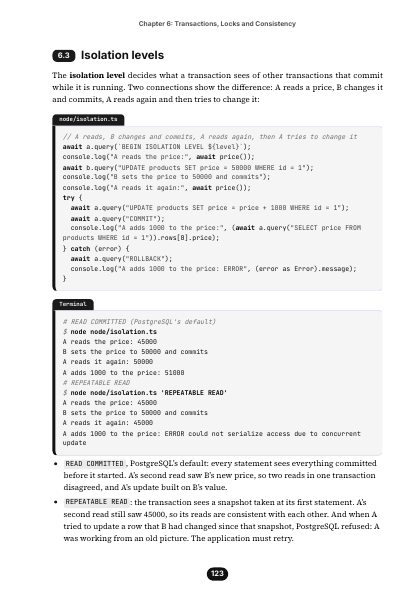 Chapter 6: Transactions, Locks and Consistency
6.3 Isolation levels
The isolation level decides what a transaction sees of other transactions that commit
while it is running. Two connections show the difference: A reads a price, B changes it
and commits, A reads again and then tries to change it:
node/isolation.ts
// A reads, B changes and commits, A reads again, then A tries to change it
await a.query(`BEGIN ISOLATION LEVEL ${level}`);
console.log("A reads the price:", await price());
await b.query("UPDATE products SET price = 50000 WHERE id = 1");
console.log("B sets the price to 50000 and commits");
console.log("A reads it again:", await price());
try {
await a.query("UPDATE products SET price = price + 1000 WHERE id = 1");
await a.query("COMMIT");
console.log("A adds 1000 to the price:", (await a.query("SELECT price FROM
products WHERE id = 1")).rows[0].price);
} catch (error) {
await a.query("ROLLBACK");
console.log("A adds 1000 to the price: ERROR", (error as Error).message);
}
Terminal
# READ COMMITTED (PostgreSQL's default)
$ node node/isolation.ts
A reads the price: 45000
B sets the price to 50000 and commits
A reads it again: 50000
A adds 1000 to the price: 51000
# REPEATABLE READ
$ node node/isolation.ts 'REPEATABLE READ'
A reads the price: 45000
B sets the price to 50000 and commits
A reads it again: 45000
A adds 1000 to the price: ERROR could not serialize access due to concurrent
update
• READ COMMITTED, PostgreSQL's default: every statement sees everything committed
before it started. A's second read saw B's new price, so two reads in one transaction
disagreed, and A's update built on B's value.
• REPEATABLE READ: the transaction sees a snapshot taken at its first statement. A's
second read still saw 45000, so its reads are consistent with each other. And when A
tried to update a row that B had changed since that snapshot, PostgreSQL refused: A
was working from an old picture. The application must retry.
123